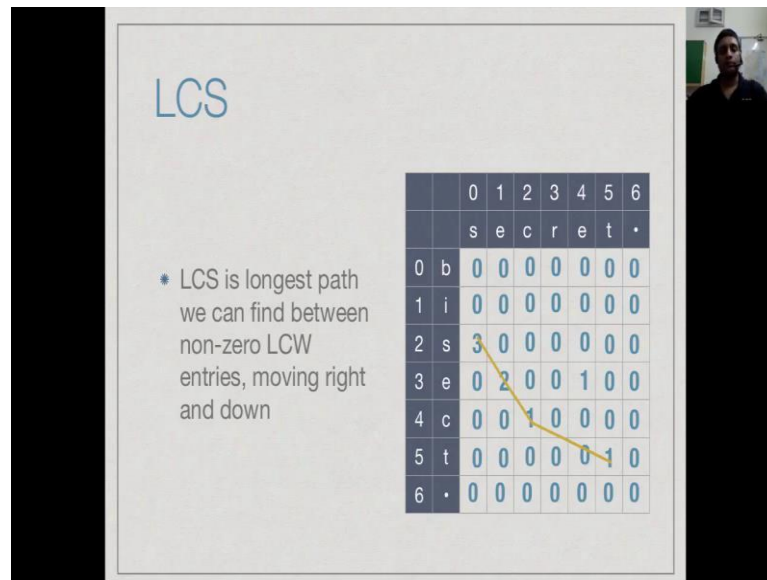 LCS
* LCS is longest path
we can find between
non-zero LCW
entries, moving right
and down
0 1 2 3 4 5 6
s e c r e t •
0 b 0 0 0 0 0 0 0
1 i 0 0 0 0 0 0 0
2 s 3 0 0 0 0 0 0
3 e 0 2 0 0 1 0 0
4 c 0 0 1 0 0 0 0
5 t 0 0 0 0 0 1 0
6 • 0 0 0 0 0 0 0